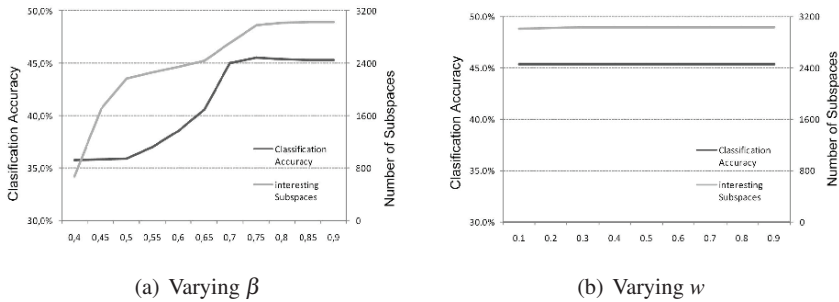 50,0%
45,0%
40,0%
35,0%
30,0%
Clasification Accuracy
3200
2400
1600
800
0
Number of Subspaces
Classification
Accuracy
Interesting
Subspaces
0,4 0,45 0,5 0,55 0,6 0,65 0,7 0,75 0,8 0,85 0,9
(a) Varying β
50.0%
45.0%
40.0%
35.0%
30.0%
Classification Accuracy
3200
2400
1600
800
0
Number of Subspaces
Classification
Accuracy
Interesting
Subspaces
0.1 0.2 0.3 0.4 0.5 0.6 0.7 0.8 0.9
(b) Varying w